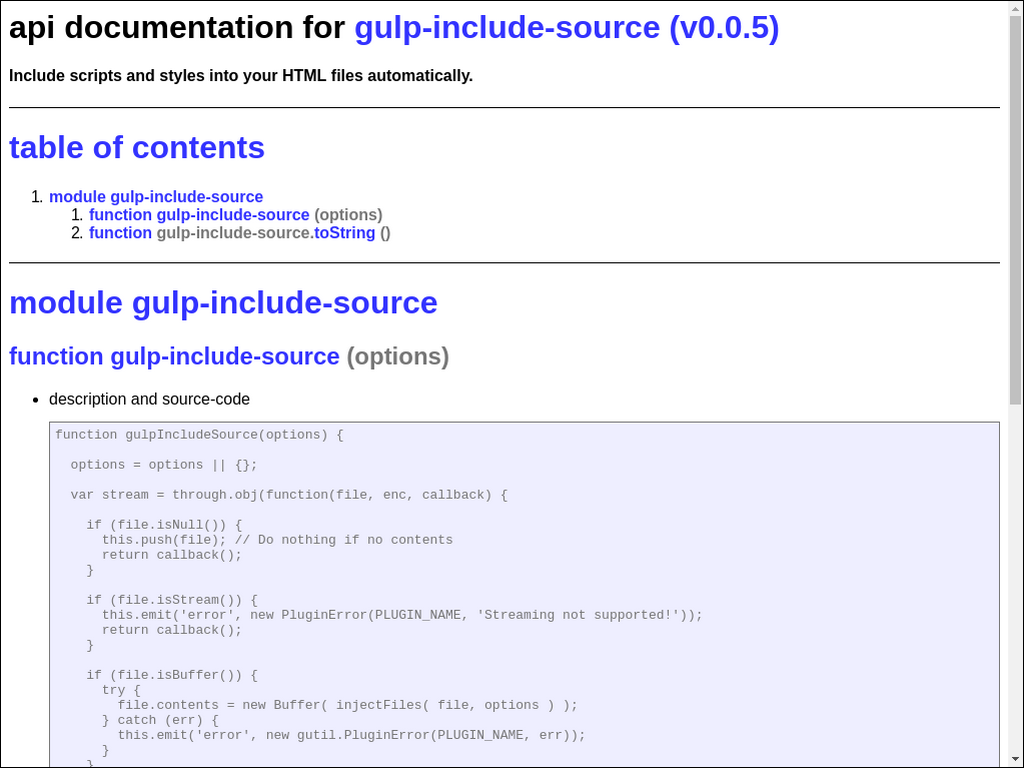 api documentation for gulp-include-source (v0.0.5)
Include scripts and styles into your HTML files automatically.
table of contents
1. module gulp-include-source
1. function gulp-include-source (options)
2. function gulp-include-source.toString ()
module gulp-include-source
function gulp-include-source (options)
• description and source-code
function gulpIncludeSource(options) {
  options = options || {};
  var stream = through.obj(function(file, enc, callback) {
    if (file.isNull()) {
      this.push(file); // Do nothing if no contents
      return callback();
    }
    if (file.isStream()) {
      this.emit('error', new PluginError(PLUGIN_NAME, 'Streaming not supported!'));
      return callback();
    }
    if (file.isBuffer()) {
      try {
        file.contents = new Buffer( injectFiles( file, options ) );
      } catch (err) {
        this.emit('error', new gutil.PluginError(PLUGIN_NAME, err));
      }
    }